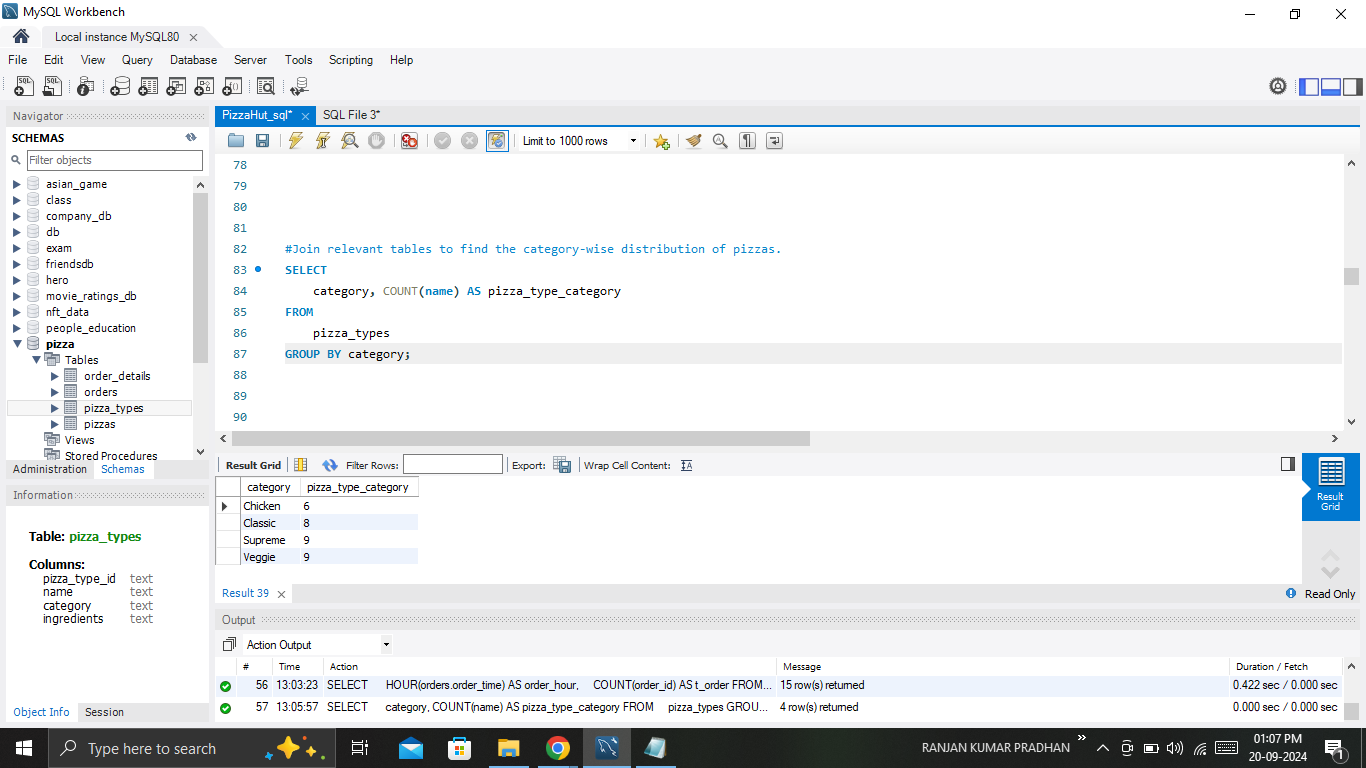 MySQL Workbench
Local instance MySQL80
File Edit View Query Database Server Tools Scripting Help
Navigator
SCHEMAS
Filter objects
asian_game
class
company_db
db
exam
friendsdb
hero
movie_ratings_db
nft_data
people_education
pizza
Tables
order_details
orders
pizza_types
pizzas
Views
Stored Procedures
Administration Schemas
Information
Table: pizza_types
Columns:
pizza_type_id text
name text
category text
ingredients text
Object Info Session
PizzaHut_sql* SQL File 3*
Limit to 1000 rows
78
79
80
81
82 #Join relevant tables to find the category-wise distribution of pizzas.
83 SELECT
84 category, COUNT(name) AS pizza_type_category
85 FROM
86 pizza_types
87 GROUP BY category;
88
89
90
Result Grid Filter Rows: Export: Wrap Cell Content:
category pizza_type_category
Chicken 6
Classic 8
Supreme 9
Veggie 9
Result Grid
Result 39
Read Only
Output
Action Output
# Time Action Message Duration / Fetch
56 13:03:23 SELECT HOUR(orders.order_time) AS order_hour, COUNT(order_id) AS t_order FROM... 15 row(s) returned 0.422 sec / 0.000 sec
57 13:05:57 SELECT category, COUNT(name) AS pizza_type_category FROM pizza_types GROU... 4 row(s) returned 0.000 sec / 0.000 sec
Type here to search
RANJAN KUMAR PRADHAN
01:07 PM
20-09-2024
1